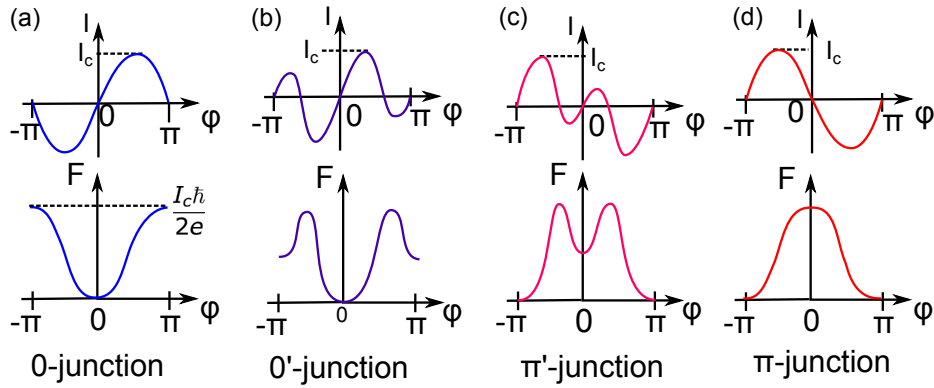 (a)
I
I_c
0
-π
π
φ
F
I_cħ/2e
-π
0
π
φ
0-junction
(b)
I
I_c
0
-π
π
φ
F
-π
0
π
φ
0'-junction
(c)
I
I_c
0
-π
π
φ
F
-π
0
π
φ
π'-junction
(d)
I
I_c
0
-π
π
φ
F
-π
0
π
φ
π-junction